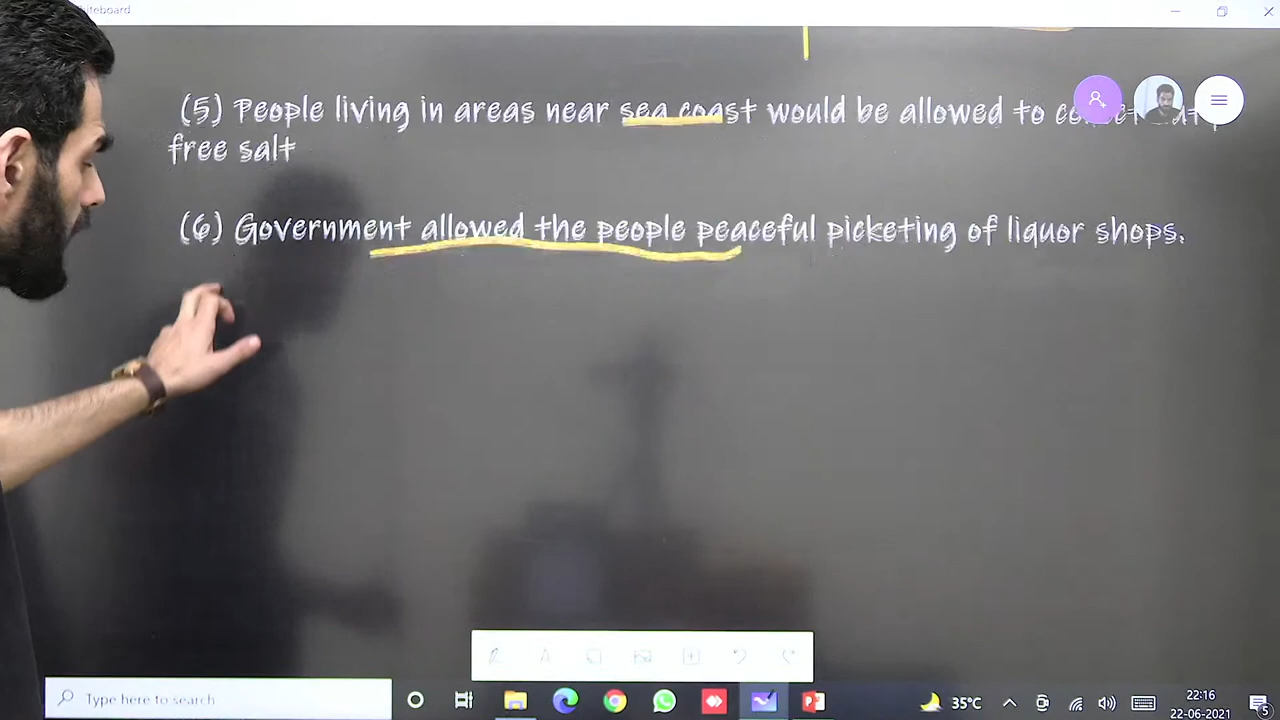 (5) People living in areas near sea coast would be allowed to
free salt
(6) Government allowed the people peaceful picketing of liquor shops.
Type here to search
35°C
22:16
22-06-2021
5